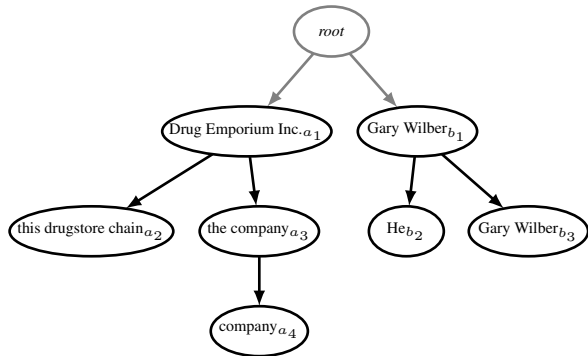 root
Drug Emporium Inc.a1
Gary Wilberb1
this drugstore chaina2
the companya3
Heb2
Gary Wilberb3
companya4